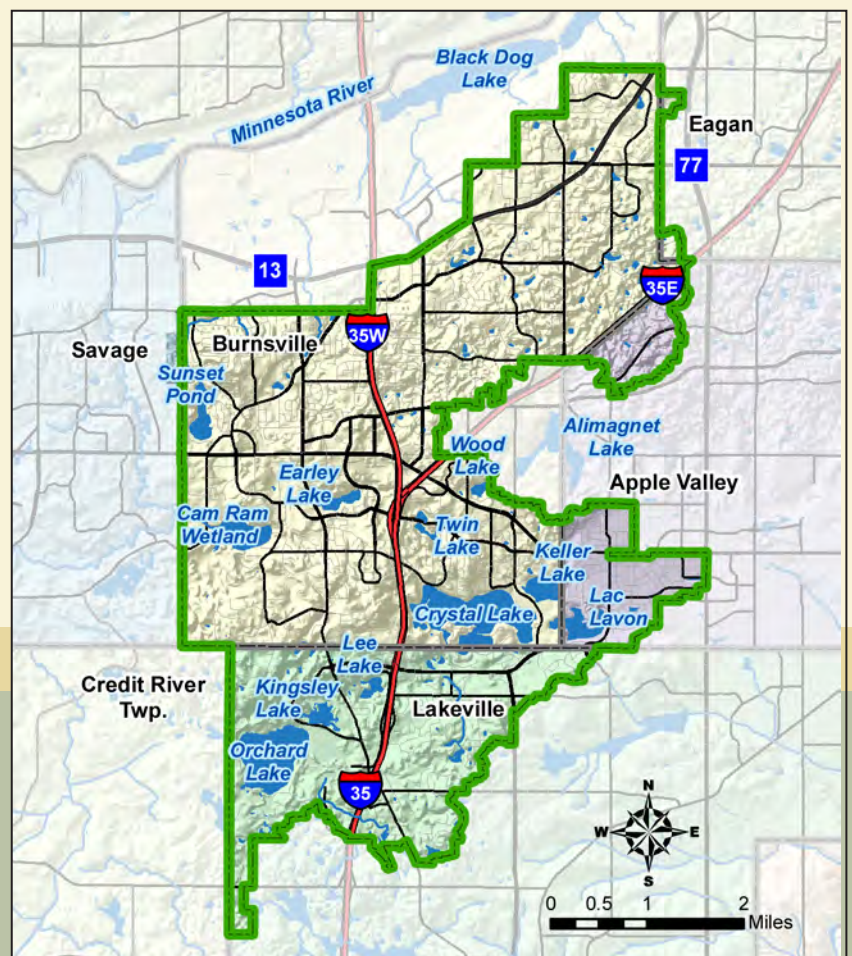 Black Dog
Lake
Minnesota River
Eagan
77
13
35E
35W
Savage
Burnsville
Sunset
Pond
Alimagnet
Lake
Wood
Lake
Earley
Lake
Apple Valley
Cam Ram
Wetland
Twin
Lake
Keller
Lake
Crystal Lake
Lac
Lavon
Lee
Lake
Credit River
Twp.
Kingsley
Lake
Lakeville
Orchard
Lake
35
N
W
E
S
0 0.5 1 2
Miles